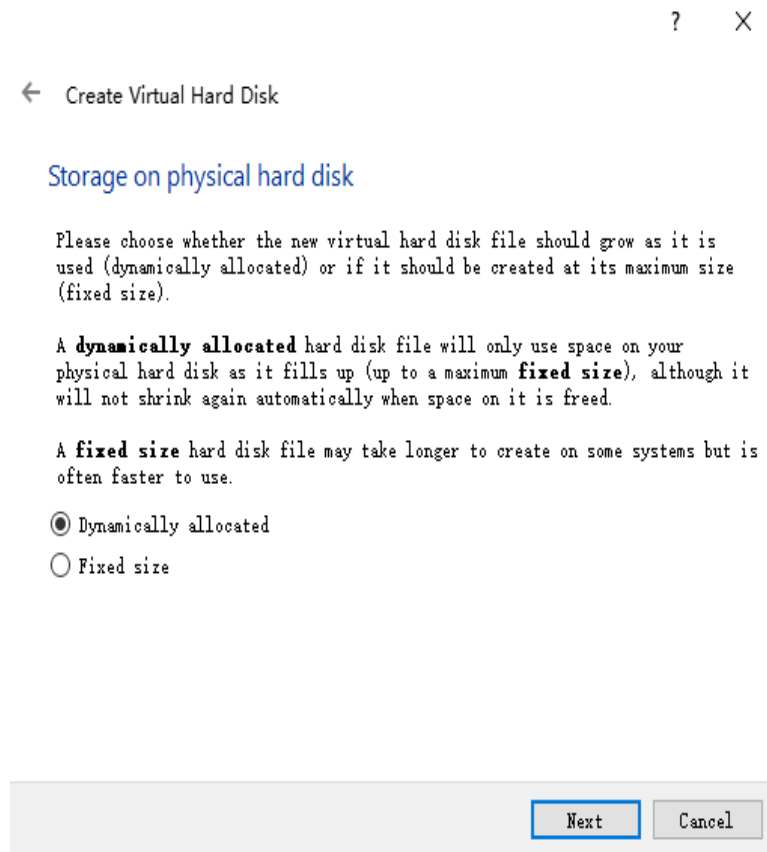 ?
Create Virtual Hard Disk
Storage on physical hard disk
Please choose whether the new virtual hard disk file should grow as it is
used (dynamically allocated) or if it should be created at its maximum size
(fixed size).
A dynamically allocated hard disk file will only use space on your
physical hard disk as it fills up (up to a maximum fixed size), although it
will not shrink again automatically when space on it is freed.
A fixed size hard disk file may take longer to create on some systems but is
often faster to use.
Dynamically allocated
Fixed size
Next Cancel